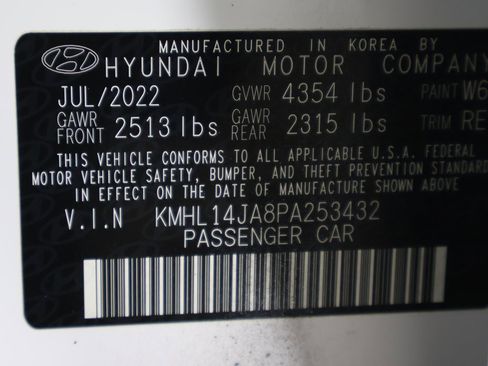 MANUFACTURED IN KOREA BY
HYUNDAI MOTOR COMPANY
JUL/2022 GVWR 4354 lbs PAINT W6
GAWR FRONT 2513 lbs GAWR REAR 2315 lbs TRIM RE
THIS VEHICLE CONFORMS TO ALL APPLICABLE U.S.A. FEDERAL
MOTOR VEHICLE SAFETY, BUMPER, AND THEFT PREVENTION STANDARD
IN EFFECT ON THE DATE OF MANUFACTURE SHOWN ABOVE
V.I.N KMHL14JA8PA253432
PASSENGER CAR